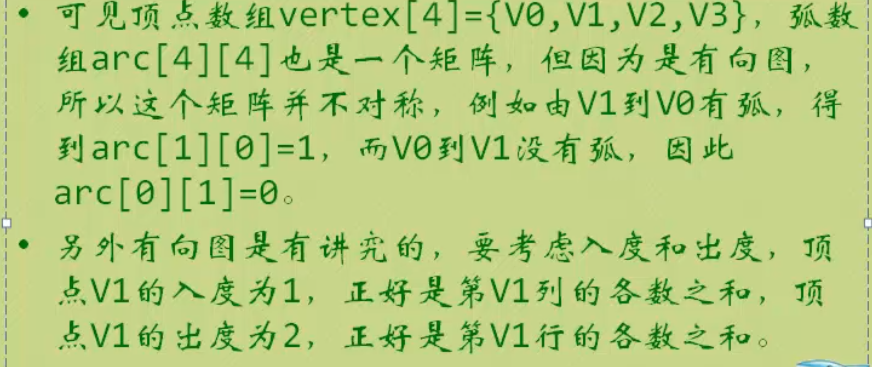 • 可见顶点数组vertex[4]={V0,V1,V2,V3}，弧数
组arc[4][4]也是一个矩阵，但因为是有向图，
所以这个矩阵并不对称，例如由V1到V0有弧，得
到arc[1][0]=1，而V0到V1没有弧，因此
arc[0][1]=0。
• 另外有向图是有讲究的，要考虑入度和出度，顶
点V1的入度为1，正好是第V1列的各数之和，顶
点V1的出度为2，正好是第V1行的各数之和。